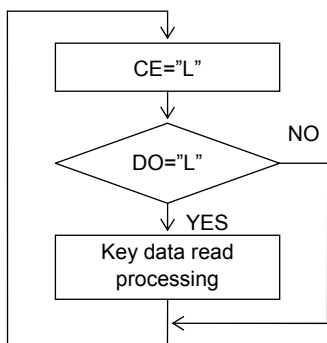 CE=”L”
DO=”L”
NO
YES
Key data read
processing